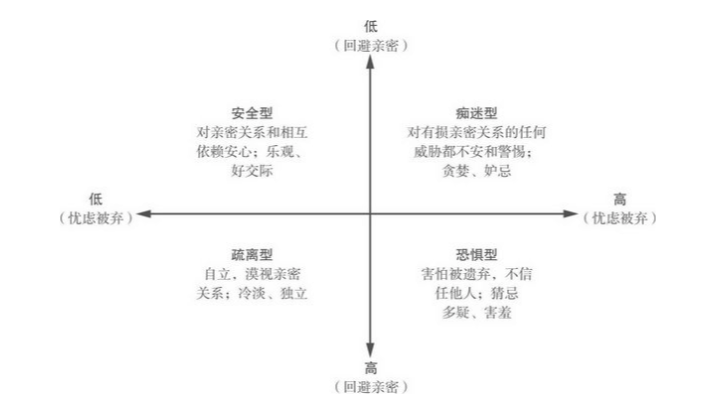 低
（回避亲密）
安全型
对亲密关系和相互
依赖安心；乐观、
好交际
痴迷型
对有损亲密关系的任何
威胁都不安和警惕；
贪婪、妒忌
低
（忧虑被弃）
高
（忧虑被弃）
疏离型
自立，漠视亲密
关系；冷淡、独立
恐惧型
害怕被遗弃，不信
任他人；猜忌
多疑、害羞
高
（回避亲密）